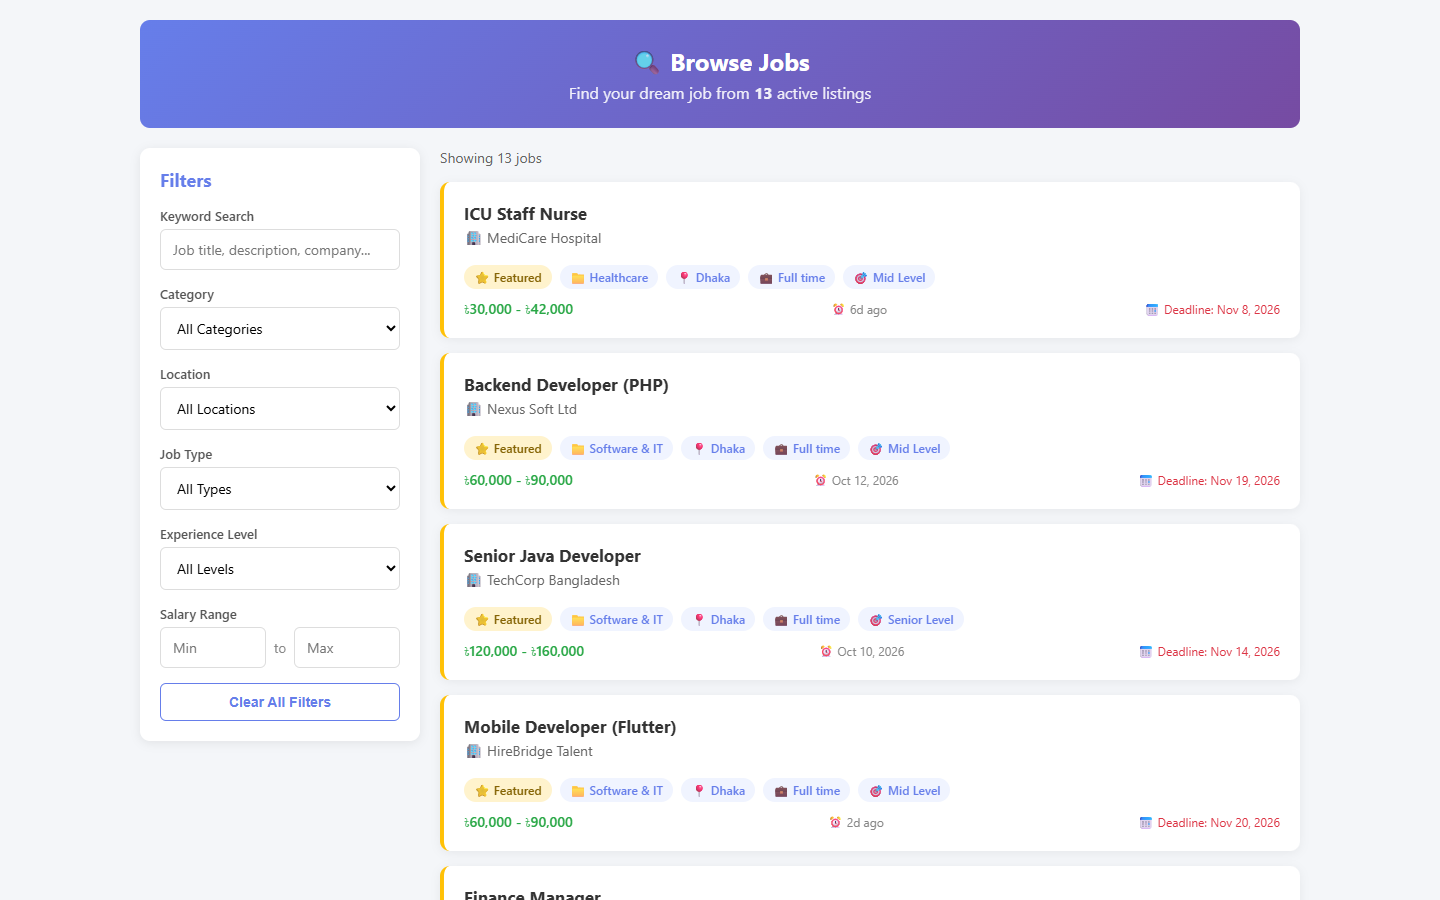 Browse Jobs
Find your dream job from 13 active listings
Filters
Keyword Search
Job title, description, company...
Category
All Categories
Location
All Locations
Job Type
All Types
Experience Level
All Levels
Salary Range
Min to Max
Clear All Filters
Showing 13 jobs
ICU Staff Nurse
MediCare Hospital
Featured Healthcare Dhaka Full time Mid Level
৳30,000 - ৳42,000 6d ago Deadline: Nov 8, 2026
Backend Developer (PHP)
Nexus Soft Ltd
Featured Software & IT Dhaka Full time Mid Level
৳60,000 - ৳90,000 Oct 12, 2026 Deadline: Nov 19, 2026
Senior Java Developer
TechCorp Bangladesh
Featured Software & IT Dhaka Full time Senior Level
৳120,000 - ৳160,000 Oct 10, 2026 Deadline: Nov 14, 2026
Mobile Developer (Flutter)
HireBridge Talent
Featured Software & IT Dhaka Full time Mid Level
৳60,000 - ৳90,000 2d ago Deadline: Nov 20, 2026
Finance Manager